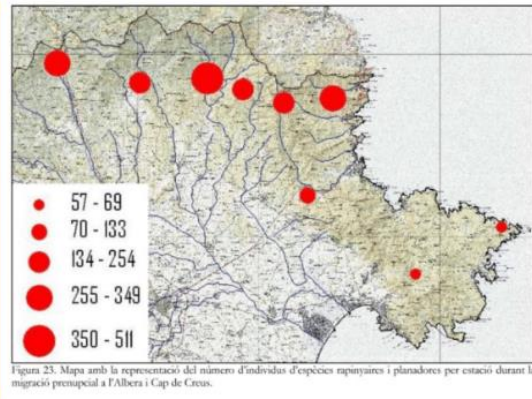 57 - 69
70 - 133
134 - 254
255 - 349
350 - 511
Figura 23. Mapa amb la representació del número d'individus d'espècies rapinyaires i planadores per estació durant la
migració prenupcial a l'Albera i Cap de Creus.